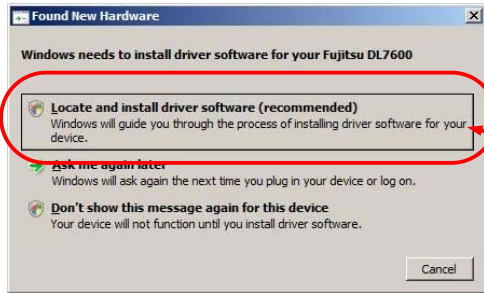 Found New Hardware
Windows needs to install driver software for your Fujitsu DL7600
Locate and install driver software (recommended)
Windows will guide you through the process of installing driver software for your
device.
Ask me again later
Windows will ask again the next time you plug in your device or log on.
Don't show this message again for this device
Your device will not function until you install driver software.
Cancel